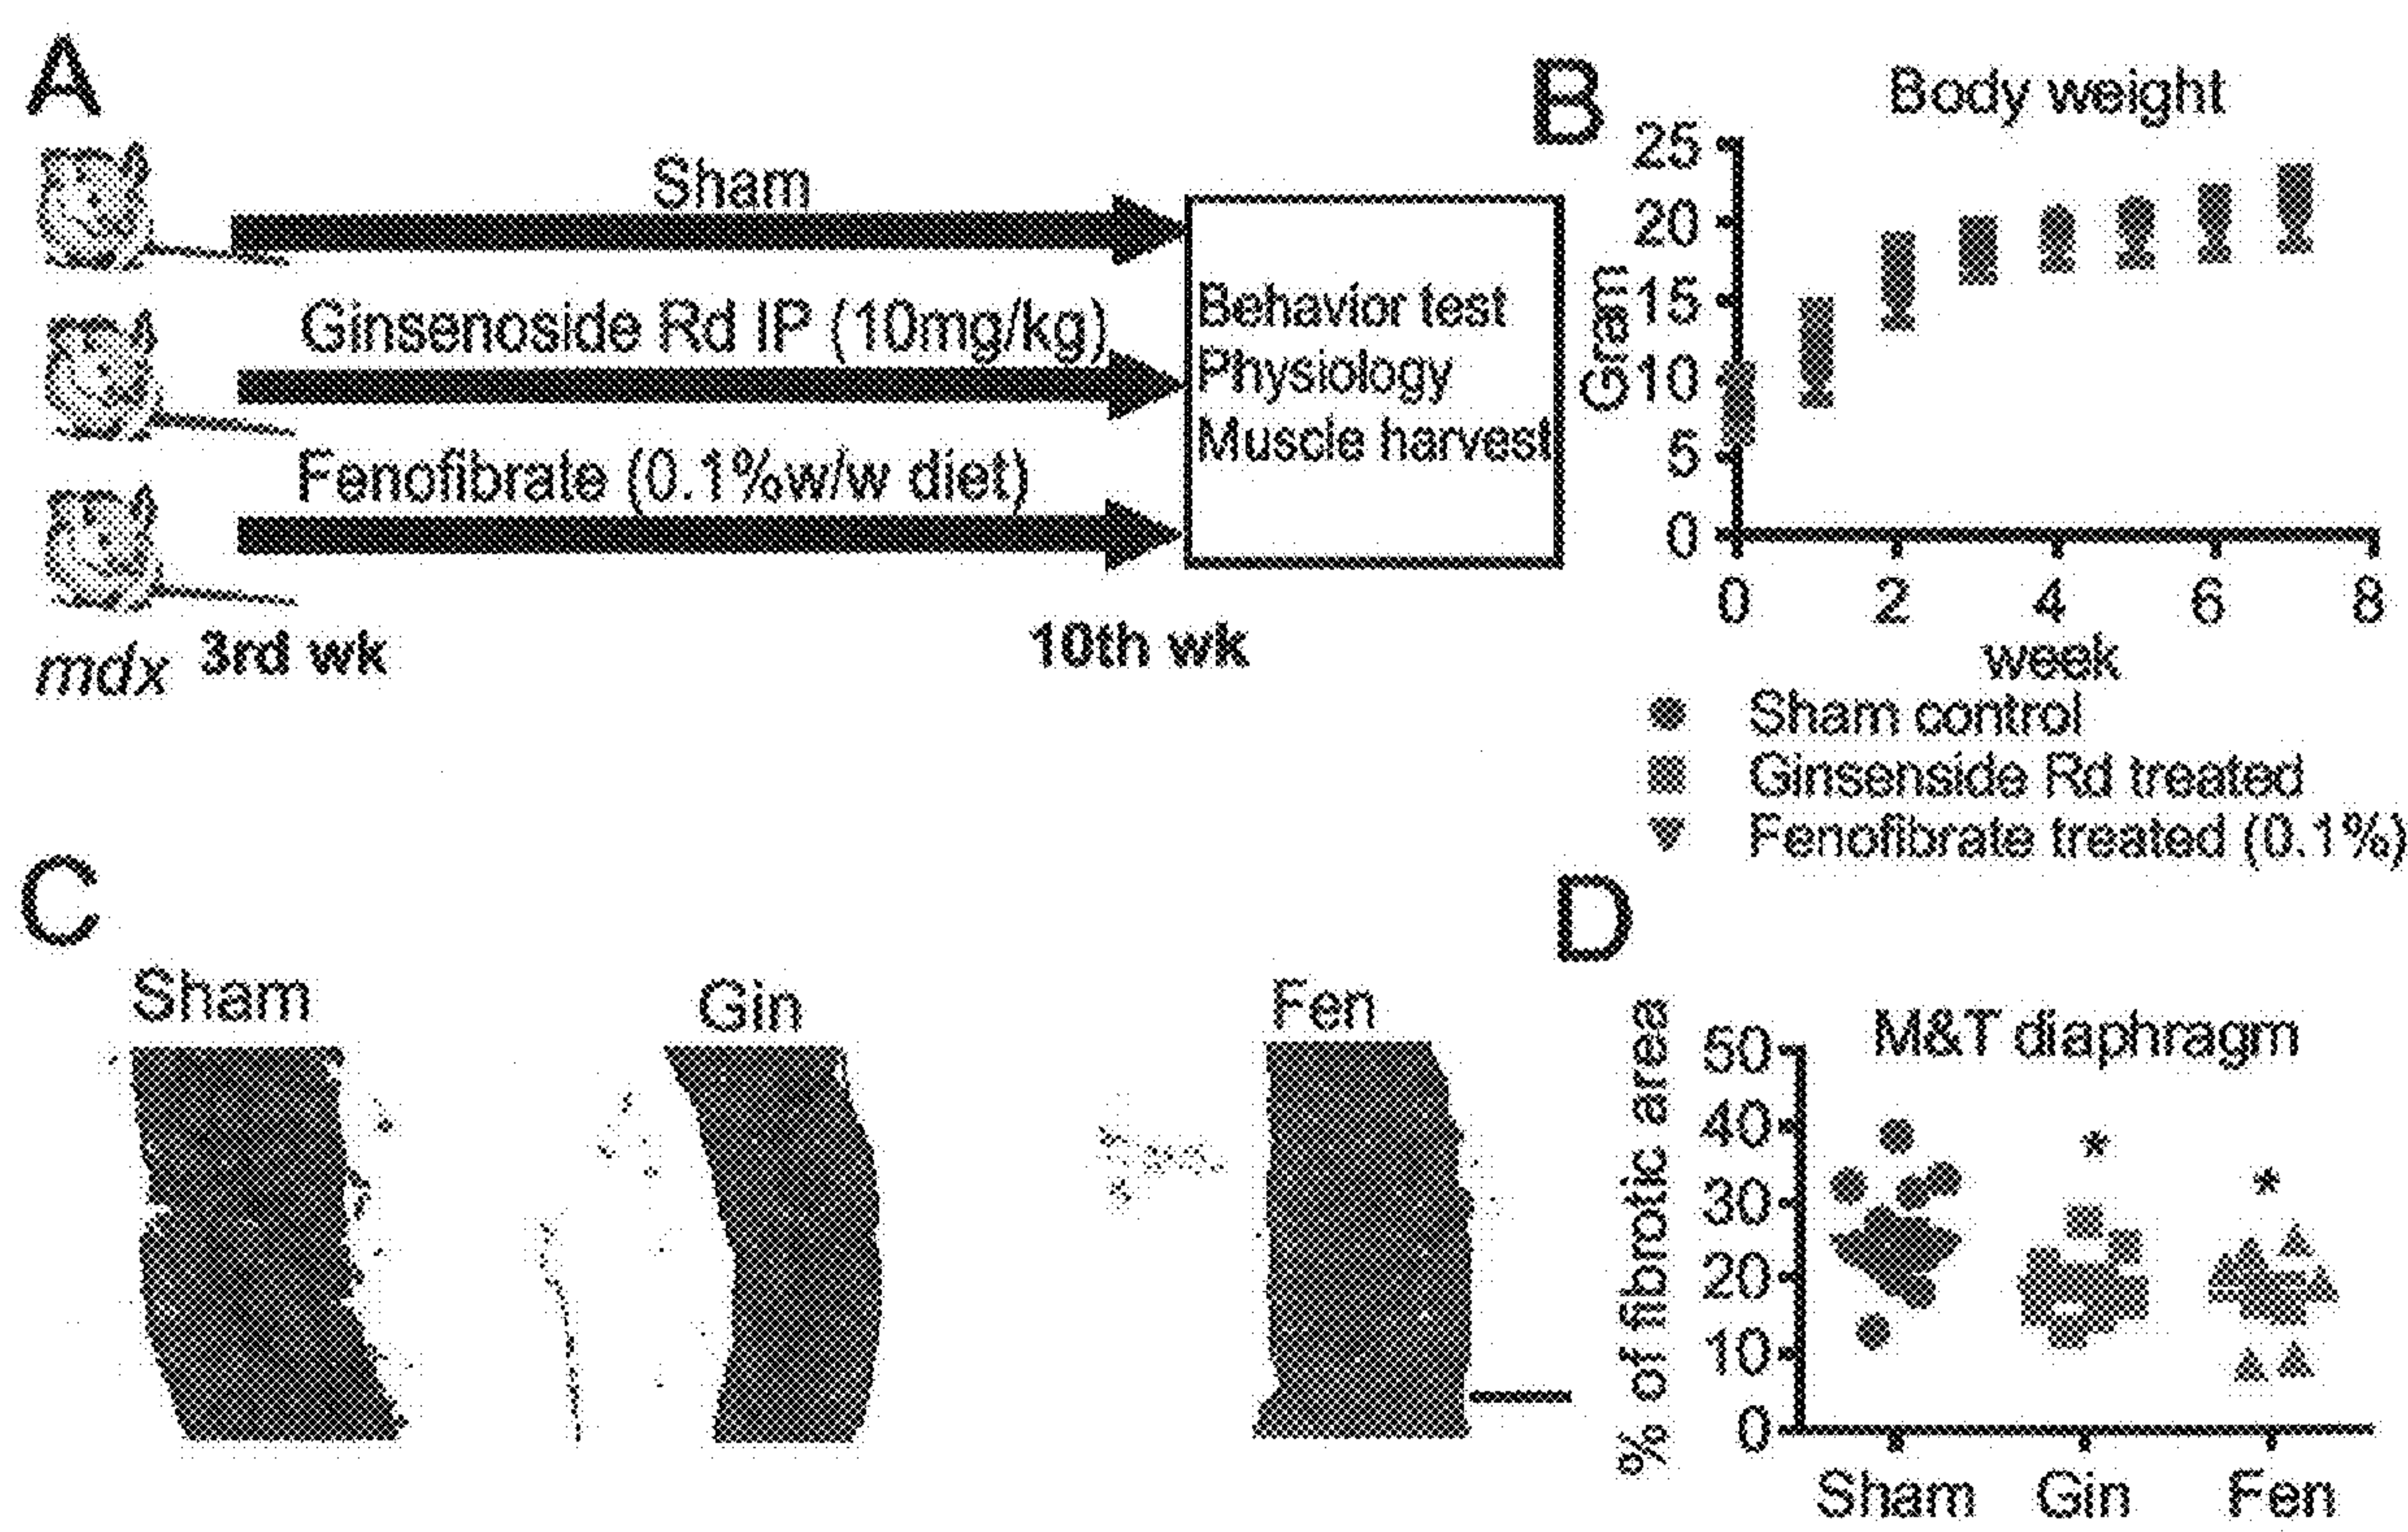 A
Sham
Ginsenoside Rd IP (10mg/kg)
Fenofibrate (0.1%w/w diet)
Behavior test
Physiology
Muscle harvest
mdx 3rd wk
10th wk
B
Body weight
Gram
25
20
15
10
5
0
0 2 4 6 8
week
Sham control
Ginsenside Rd treated
Fenofibrate treated (0.1%)
C
Sham
Gin
Fen
D
M&T diaphragm
% of fibrotic area
50
40
30
20
10
0
*
*
Sham Gin Fen